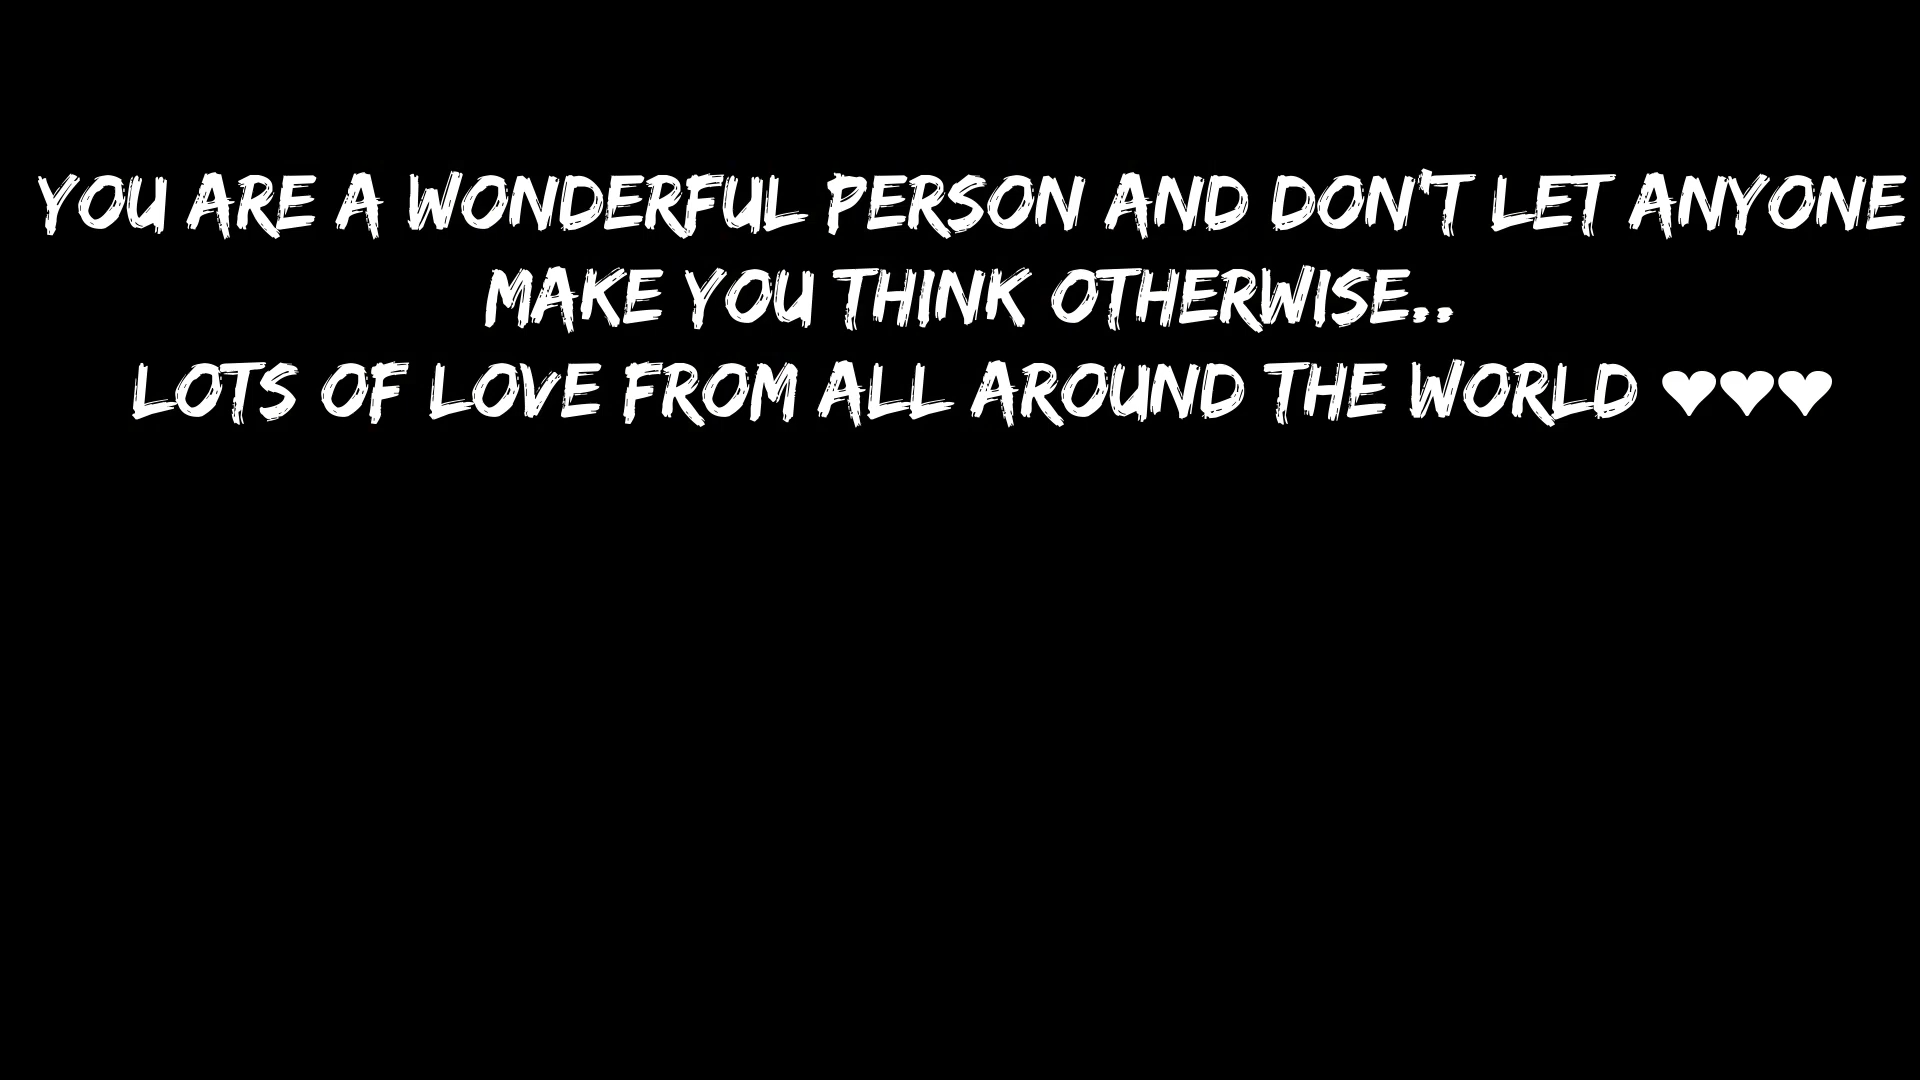 YOU ARE A WONDERFUL PERSON AND DON'T LET ANYONE
MAKE YOU THINK OTHERWISE..
LOTS OF LOVE FROM ALL AROUND THE WORLD ♥♥♥